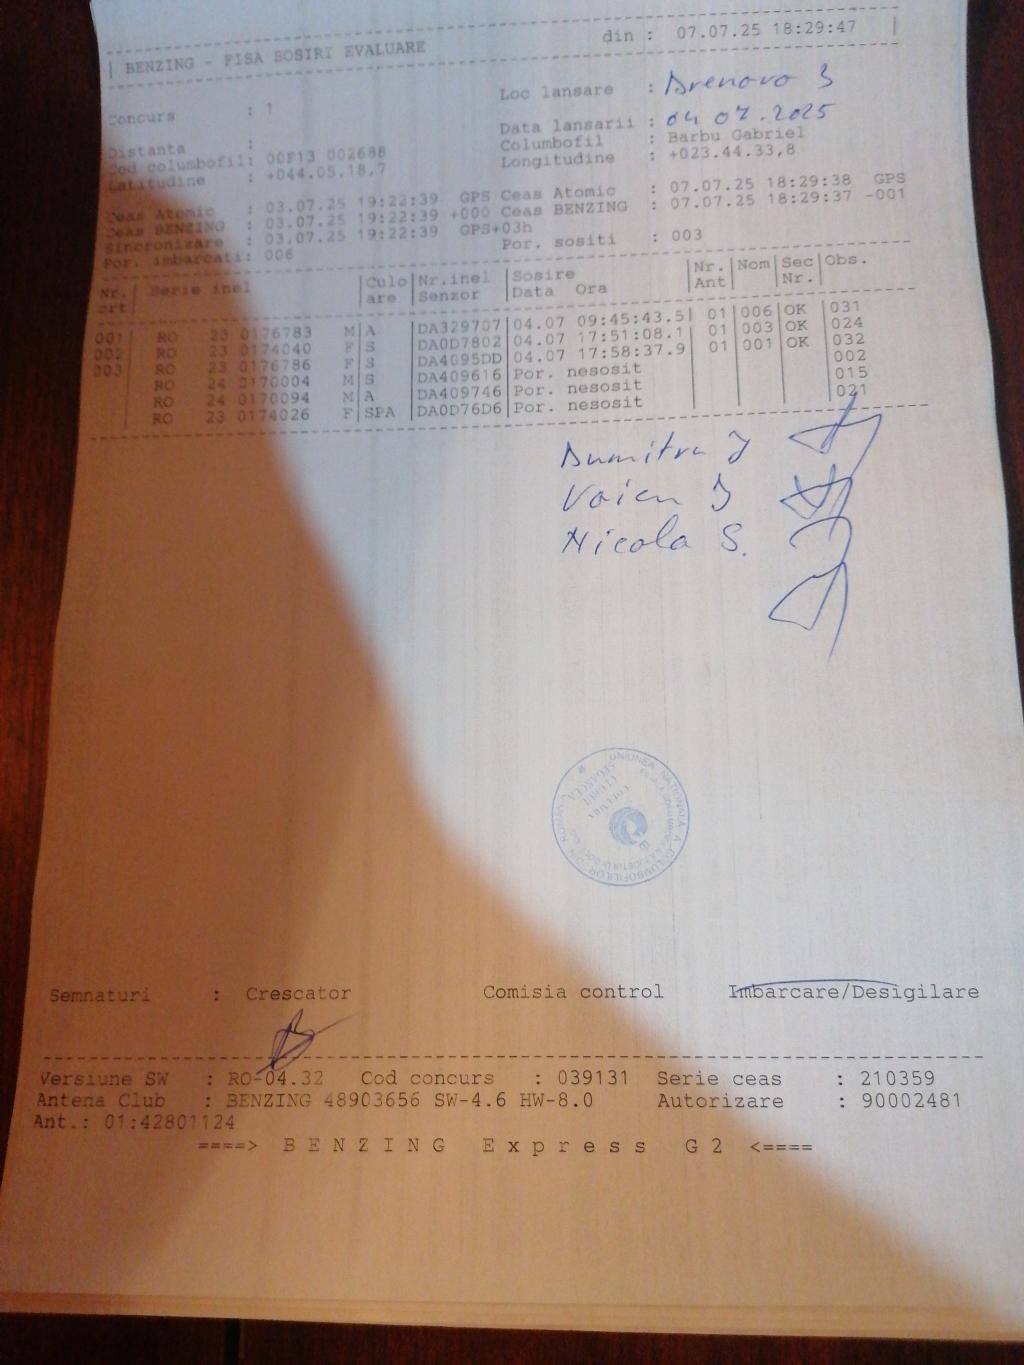 din : 07.07.25 18:29:47 |
| BENZING - FISA SOSIRI EVALUARE
Concurs : 1 Loc lansare : Drenovo 3
Data lansarii : 04 07.2025
Distanta : Columbofil : Barbu Gabriel
Cod columbofil: 00F13 002688 Longitudine : +023.44.33,8
Latitudine : +044.05.18,7
Ceas Atomic : 03.07.25 19:22:39 GPS Ceas Atomic : 07.07.25 18:29:38 GPS
Ceas BENZING : 03.07.25 19:22:39 +000 Ceas BENZING : 07.07.25 18:29:37 -001
Sincronizare : 03.07.25 19:22:39 GPS+03h
Por. imbarcati: 006 Por. sositi : 003
Nr. | Serie inel |Culo|Nr.inel|Sosire |Nr.|Nom|Sec|Obs.
crt| |are |Senzor |Data Ora |Ant| |Nr.|
001| RO 23 0176783 M|A |DA329707|04.07 09:45:43.5| 01|006|OK |031
002| RO 23 0174040 F|S |DA0D7802|04.07 17:51:08.1| 01|003|OK |024
003| RO 23 0176786 F|S |DA4095DD|04.07 17:58:37.9| 01|001|OK |032
RO 24 0170004 M|S |DA409616|Por. nesosit | | | |002
RO 24 0170094 M|A |DA409746|Por. nesosit | | | |015
RO 23 0174026 F|SPA |DA0D76D6|Por. nesosit | | | |021
Dumitru J
Voicu J
Nicola S.
UNIUNEA NATIONALA A COLUMBOFILILOR DIN ROMANIA
Semnaturi : Crescator Comisia control Imbarcare/Desigilare
Versiune SW : RO-04.32 Cod concurs : 039131 Serie ceas : 210359
Antena Club : BENZING 48903656 SW-4.6 HW-8.0 Autorizare : 90002481
Ant.: 01:42801124
====> BENZING Express G2 <====